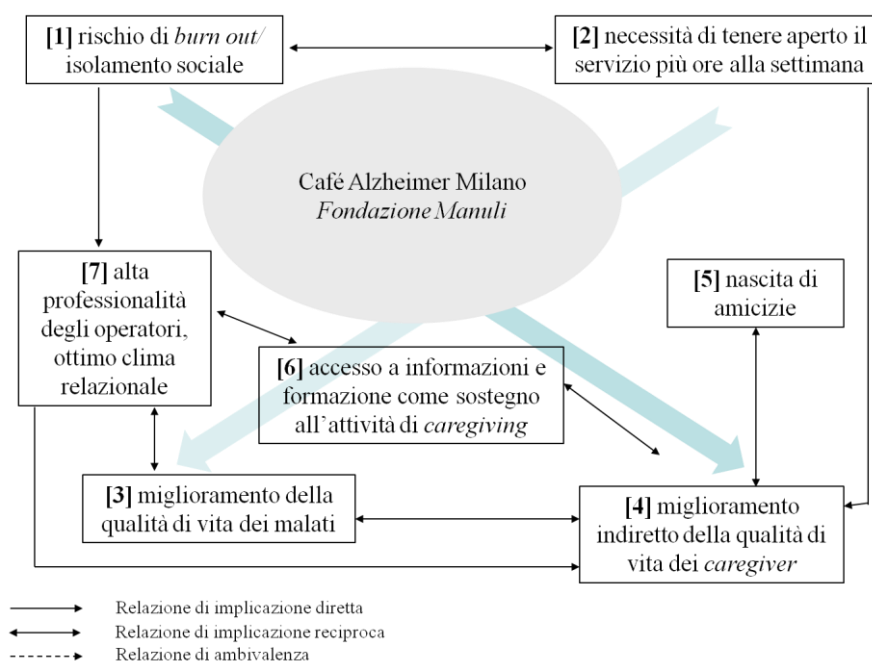 [1] rischio di burn out/
isolamento sociale
[2] necessità di tenere aperto il
servizio più ore alla settimana
Café Alzheimer Milano
Fondazione Manuli
[7] alta
professionalità
degli operatori,
ottimo clima
relazionale
[5] nascita di
amicizie
[6] accesso a informazioni e
formazione come sostegno
all’attività di caregiving
[3] miglioramento della
qualità di vita dei malati
[4] miglioramento
indiretto della qualità di
vita dei caregiver
Relazione di implicazione diretta
Relazione di implicazione reciproca
Relazione di ambivalenza